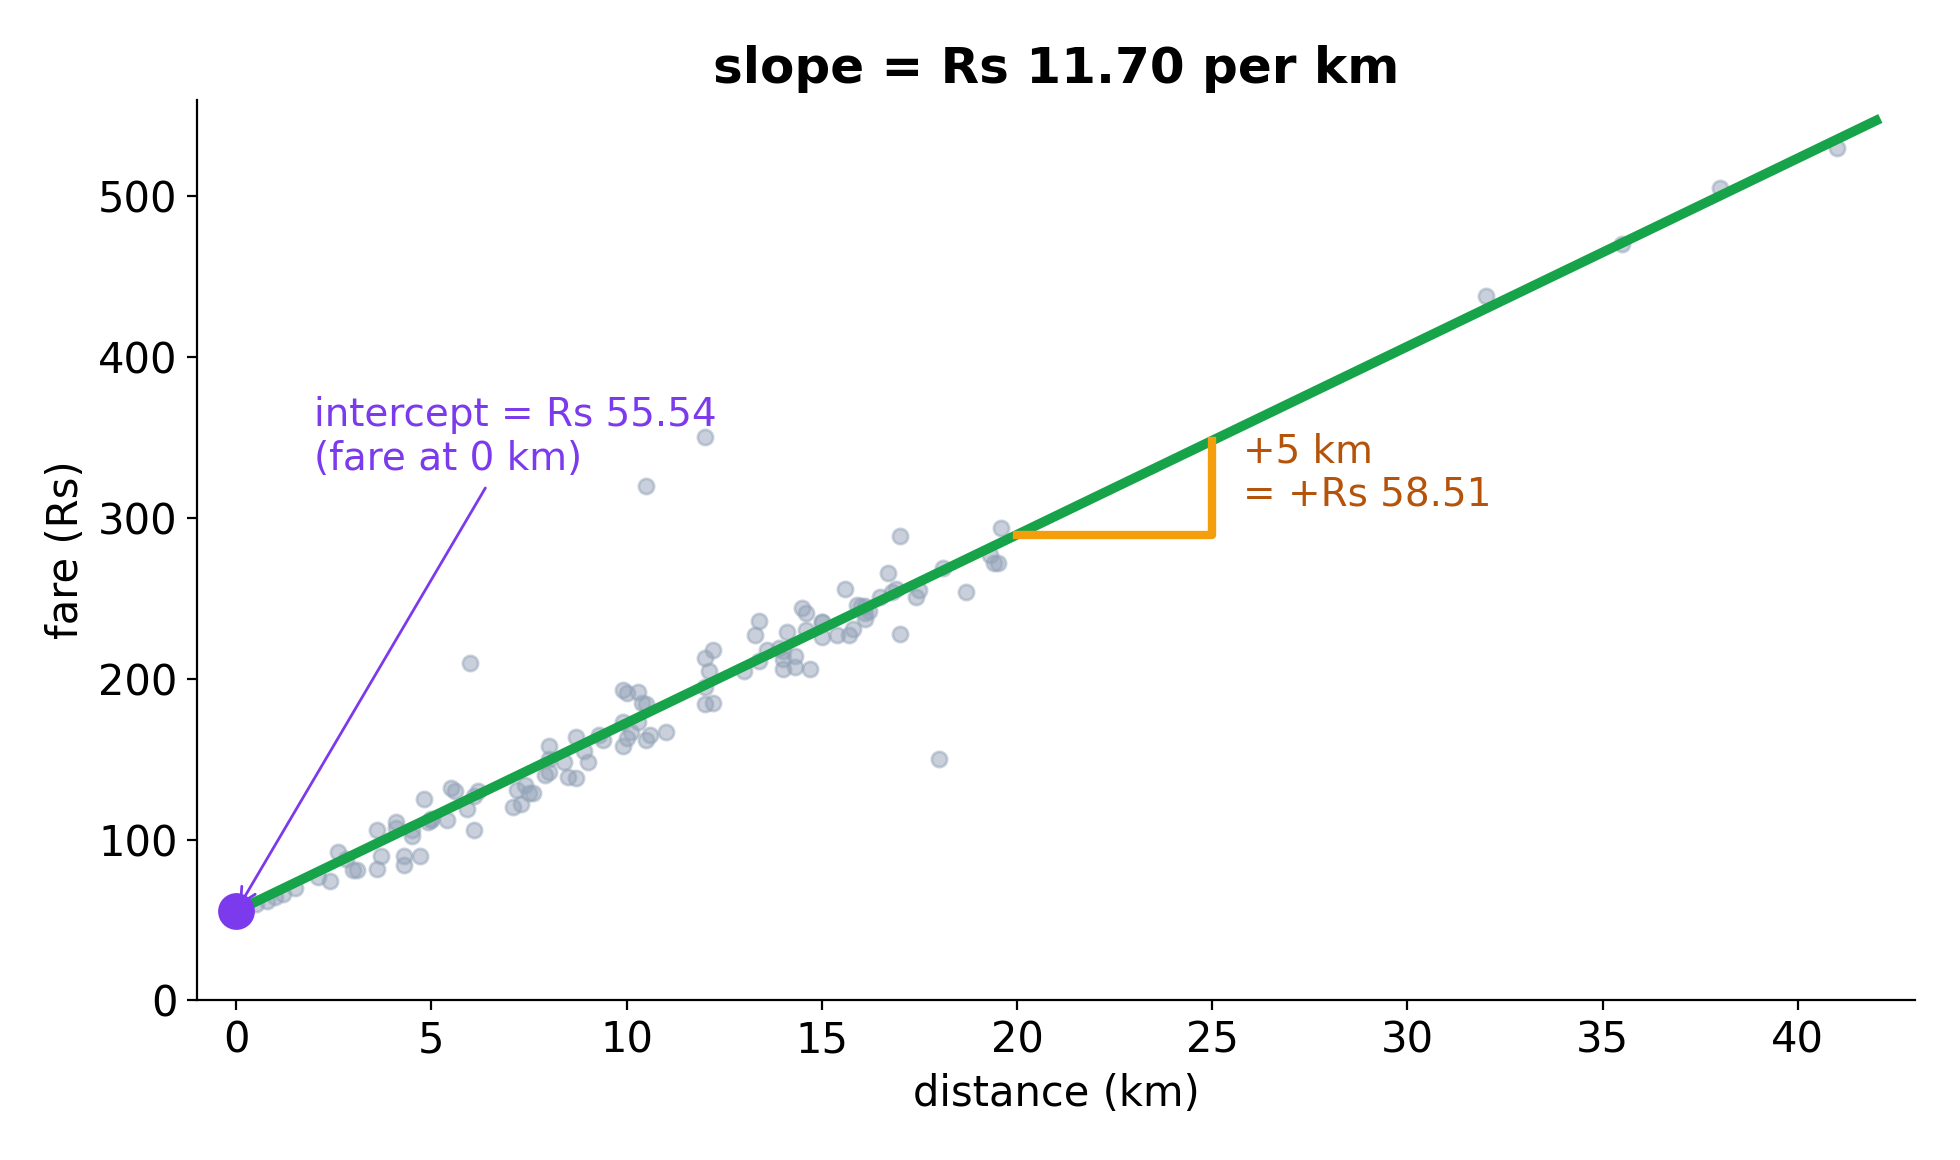 slope = Rs 11.70 per km
fare (Rs)
500
400
300
200
100
0
intercept = Rs 55.54
(fare at 0 km)
+5 km
= +Rs 58.51
0 5 10 15 20 25 30 35 40
distance (km)